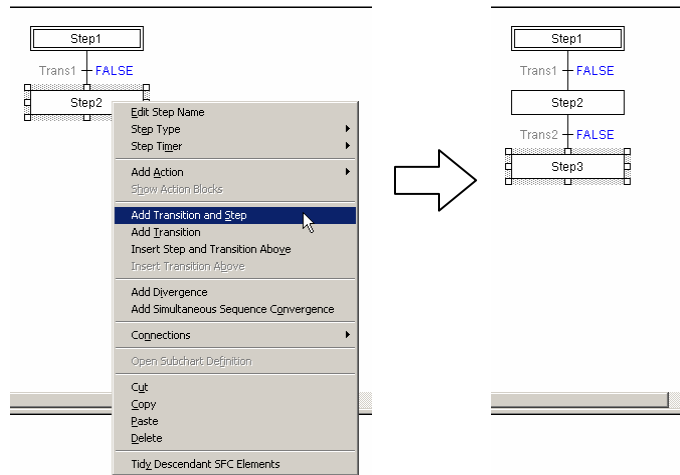 Step1
Trans1 FALSE
Step2
Edit Step Name
Step Type
Step Timer
Add Action
Show Action Blocks
Add Transition and Step
Add Transition
Insert Step and Transition Above
Insert Transition Above
Add Divergence
Add Simultaneous Sequence Convergence
Connections
Open Subchart Definition
Cut
Copy
Paste
Delete
Tidy Descendant SFC Elements
Step1
Trans1 FALSE
Step2
Trans2 FALSE
Step3